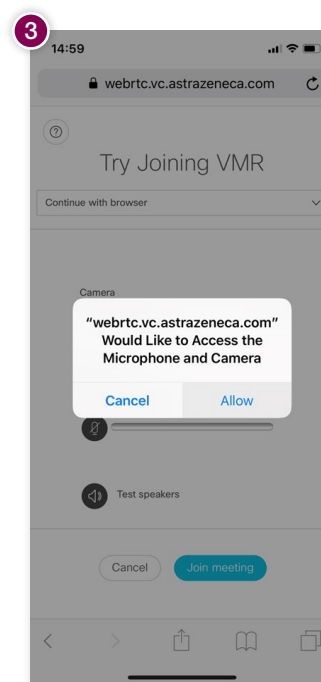 3
14:59
webrtc.vc.astrazeneca.com
?
Try Joining VMR
Continue with browser
Camera
“webrtc.vc.astrazeneca.com”
Would Like to Access the
Microphone and Camera
Cancel Allow
Test speakers
Cancel Join meeting